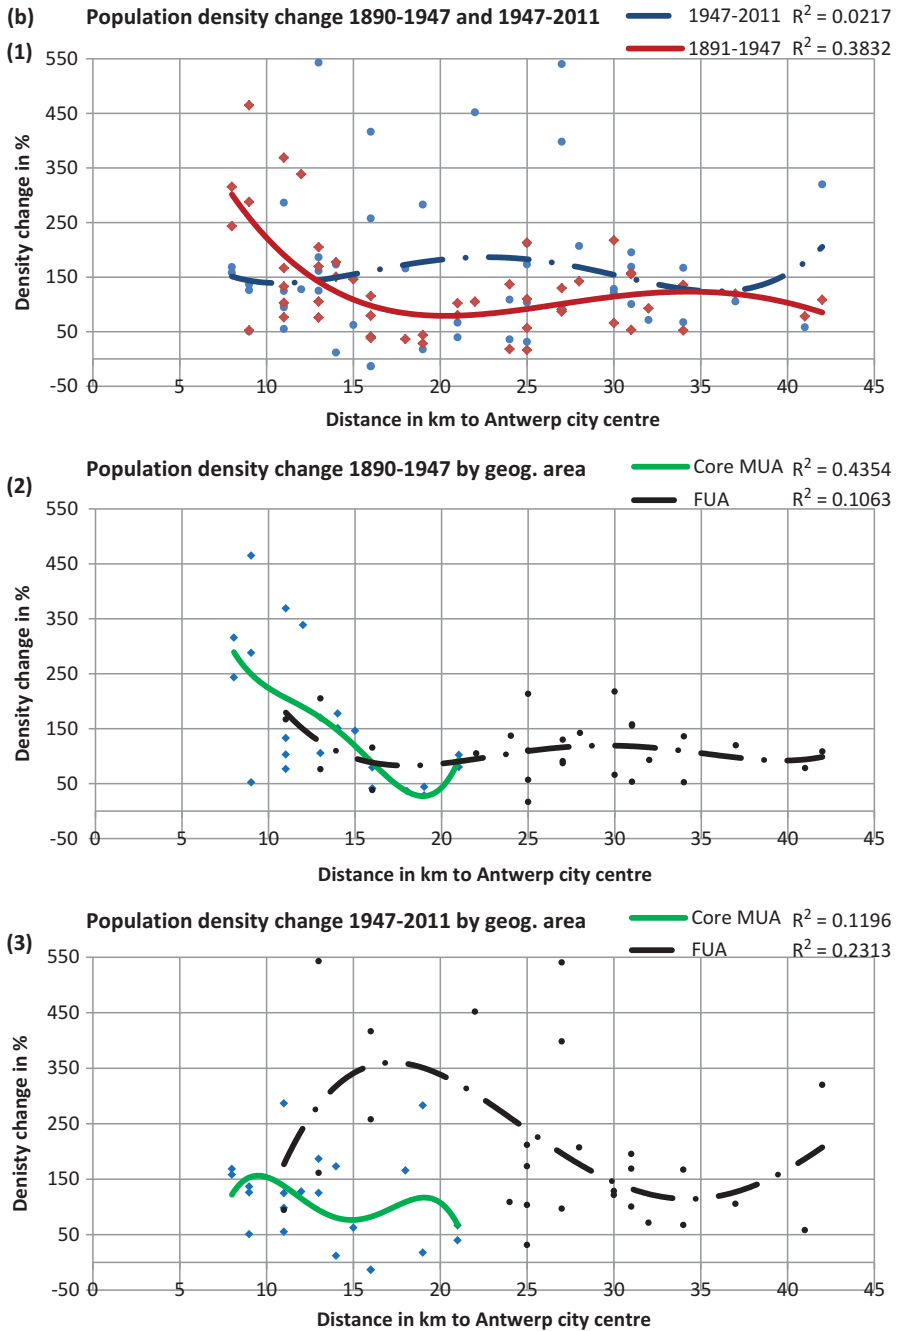 (b) Population density change 1890-1947 and 1947-2011
1947-2011 R² = 0.0217
1891-1947 R² = 0.3832
(1)
550
450
350
250
150
50
-50
Density change in %
0 5 10 15 20 25 30 35 40 45
Distance in km to Antwerp city centre
Population density change 1890-1947 by geog. area
Core MUA R² = 0.4354
FUA R² = 0.1063
(2)
550
450
350
250
150
50
-50
Density change in %
0 5 10 15 20 25 30 35 40 45
Distance in km to Antwerp city centre
Population density change 1947-2011 by geog. area
Core MUA R² = 0.1196
FUA R² = 0.2313
(3)
550
450
350
250
150
50
-50
Denisty change in %
0 5 10 15 20 25 30 35 40 45
Distance in km to Antwerp city centre